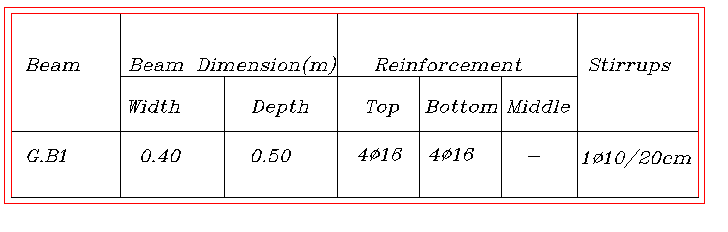 Beam Beam Dimension(m) Reinforcement Stirrups
Width Depth Top Bottom Middle
G.B1 0.40 0.50 4ø16 4ø16 - 1ø10/20cm